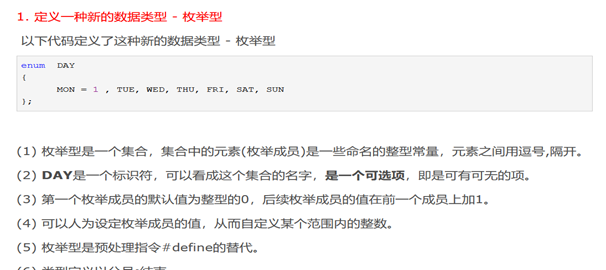 1. 定义一种新的数据类型 - 枚举型
以下代码定义了这种新的数据类型 - 枚举型
enum DAY
{
MON = 1 , TUE, WED, THU, FRI, SAT, SUN
};
(1) 枚举型是一个集合，集合中的元素(枚举成员)是一些命名的整型常量，元素之间用逗号,隔开。
(2) DAY是一个标识符，可以看成这个集合的名字，是一个可选项，即是可有可无的项。
(3) 第一个枚举成员的默认值为整型的0，后续枚举成员的值在前一个成员上加1。
(4) 可以人为设定枚举成员的值，从而自定义某个范围内的整数。
(5) 枚举型是预处理指令#define的替代。
(6) 类型定义以分号;结束。